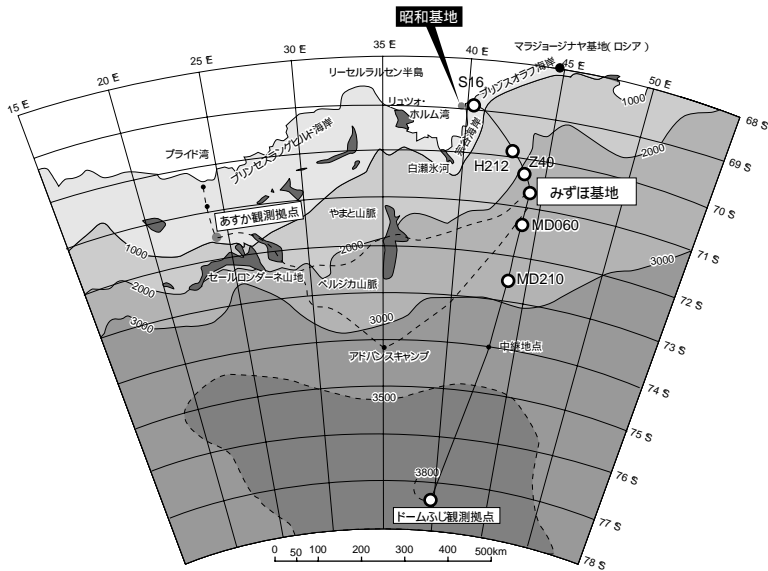 昭和基地
マラジョージナヤ基地(ロシア)
15 E
20 E
25 E
30 E
35 E
40 E
45 E
50 E
リーセルラルセン半島
S16
プリンスオラフ海岸
リュツォ・
ホルム湾
宗谷海岸
1000
68 S
プリンセスラングヒルド海岸
ブライド湾
白瀬氷河
H212
Z40
2000
69 S
みずほ基地
あすか観測拠点
やまと山脈
70 S
MD060
1000
2000
71 S
セールロンダーネ山地
ベルジカ山脈
MD210
3000
2000
72 S
3000
3000
アドバンスキャンプ
中継地点
73 S
74 S
3500
75 S
76 S
3800
ドームふじ観測拠点
77 S
78 S
0 50 100 200 300 400 500km